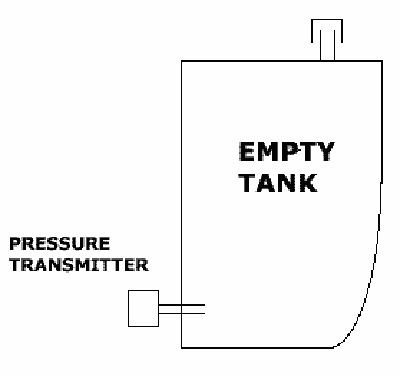 EMPTY
TANK
PRESSURE
TRANSMITTER